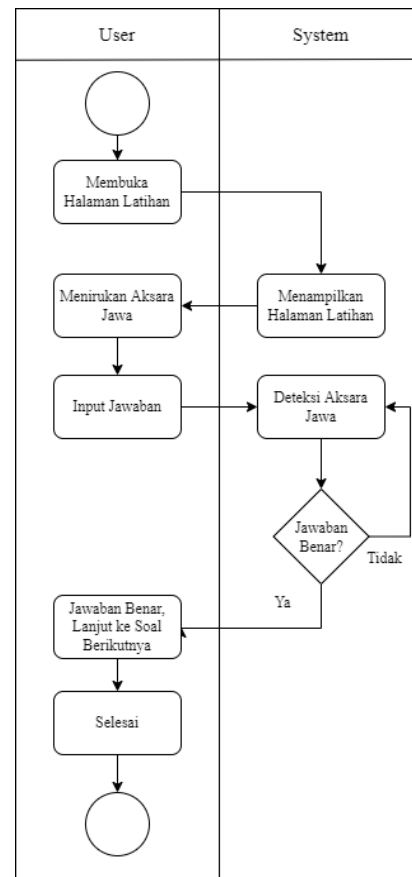 User
System
Membuka
Halaman Latihan
Menirukan Aksara
Jawa
Menampilkan
Halaman Latihan
Input Jawaban
Deteksi Aksara
Jawa
Jawaban
Benar?
Tidak
Ya
Jawaban Benar,
Lanjut ke Soal
Berikutnya
Selesai